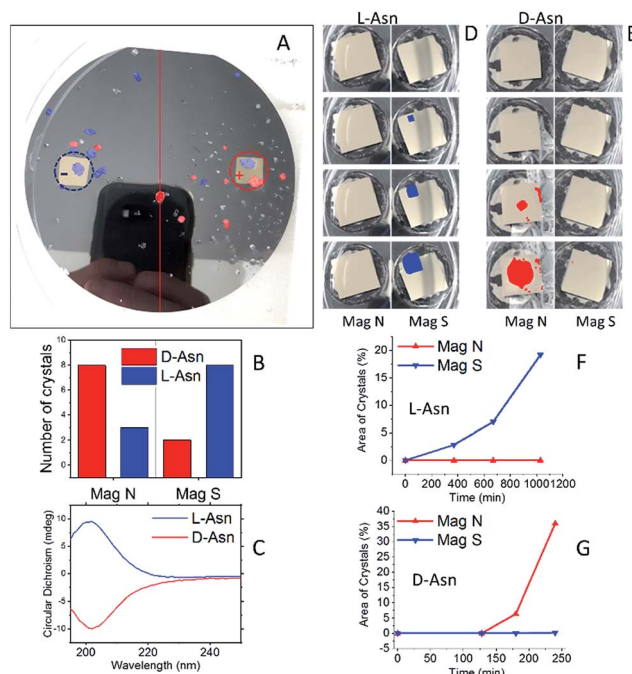 A
-
+
L-Asn
D-Asn
D
Mag N
Mag S
Mag N
Mag S
B
Number of crystals
8
6
4
2
0
D-Asn
L-Asn
Mag N
Mag S
C
Circular Dichroism (mdeg)
10
5
0
-5
-10
L-Asn
D-Asn
200
220
240
Wavelength (nm)
F
Area of Crystals (%)
20
15
10
5
0
Mag N
Mag S
L-Asn
0
200
400
600
800
1000
1200
Time (min)
G
Area of Crystals (%)
40
35
30
25
20
15
10
5
0
Mag N
Mag S
D-Asn
0
50
100
150
200
250
Time (min)